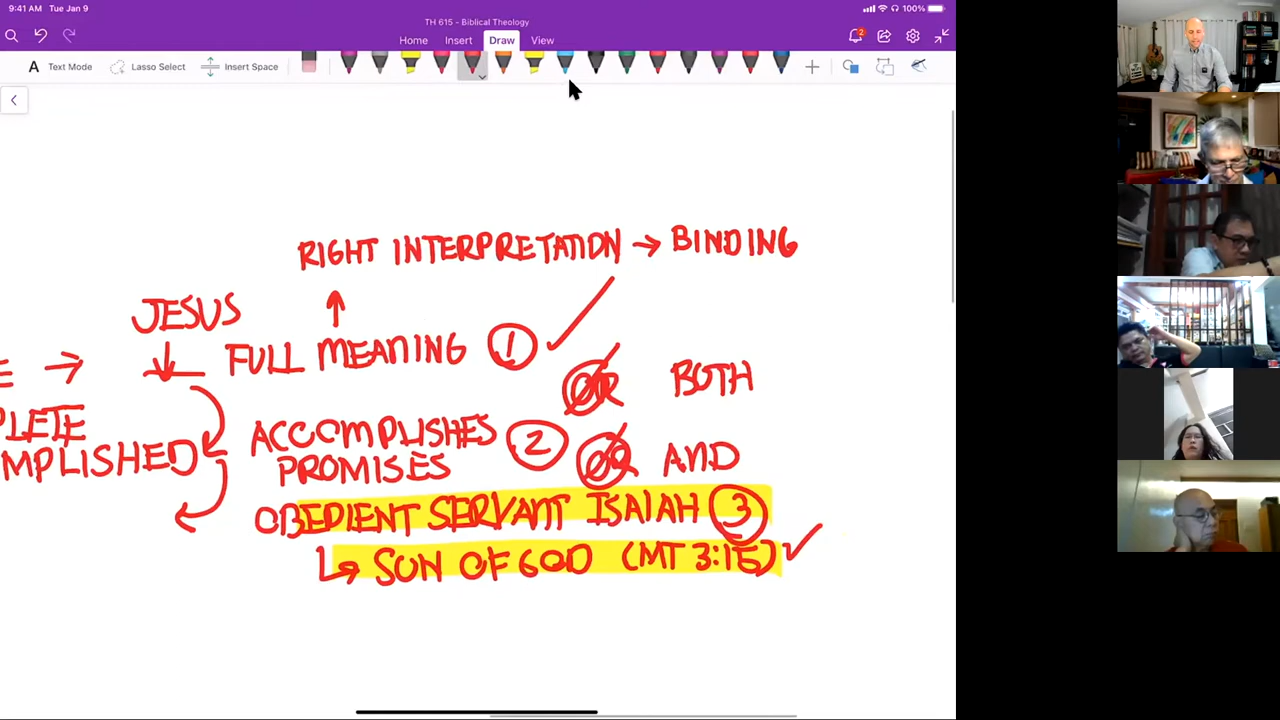 9:41 AM Tue Jan 9
100%
TH 615 - Biblical Theology
Home Insert Draw View
2
A Text Mode Lasso Select Insert Space
RIGHT INTERPRETATION → BINDING
JESUS
E → FULL MEANING 1
OR BOTH
PLETE
MPLISHED
ACCOMPLISHES 2
PROMISES
OR AND
OBEDIENT SERVANT ISAIAH 3
↳ SON OF GOD (MT 3:15)